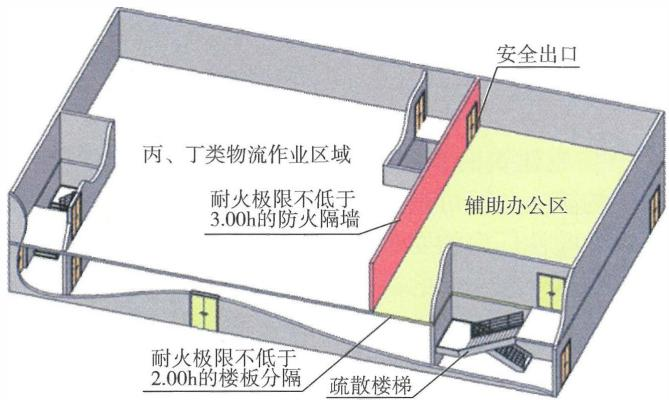 安全出口
丙、丁类物流作业区域
耐火极限不低于
3.00h的防火隔墙
辅助办公区
耐火极限不低于
2.00h的楼板分隔
疏散楼梯